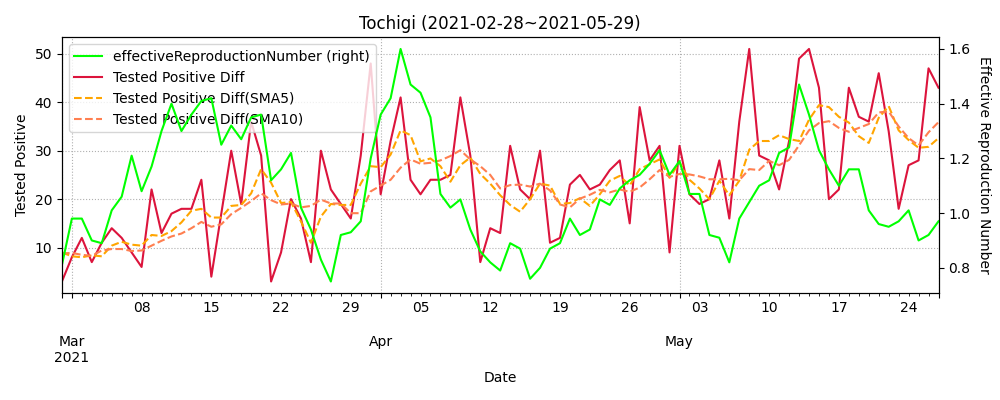 Tochigi (2021-02-28~2021-05-29)
effectiveReproductionNumber (right)
Tested Positive Diff
Tested Positive Diff(SMA5)
Tested Positive Diff(SMA10)
Tested Positive
50
40
30
20
10
1.6
1.4
1.2
1.0
0.8
Effective Reproduction Number
08 15 22 29 05 12 19 26 03 10 17 24
Mar Apr May
2021
Date